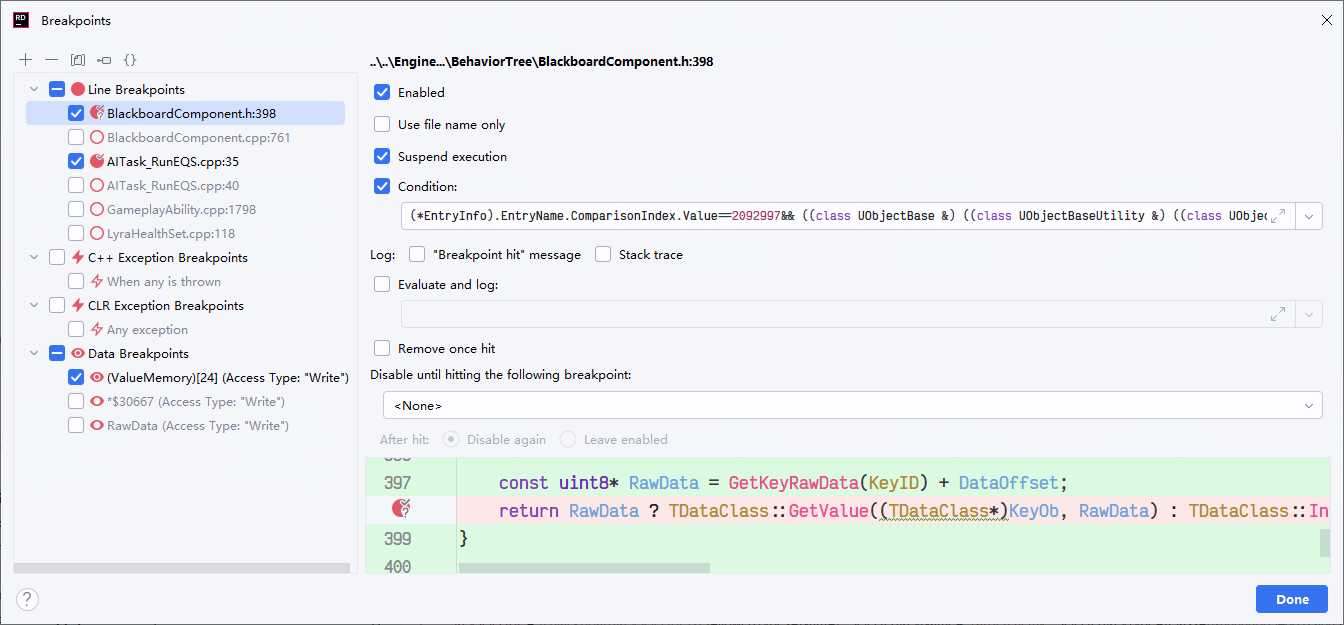 RD Breakpoints
Line Breakpoints
BlackboardComponent.h:398
BlackboardComponent.cpp:761
AITask_RunEQS.cpp:35
AITask_RunEQS.cpp:40
GameplayAbility.cpp:1798
LyraHealthSet.cpp:118
C++ Exception Breakpoints
When any is thrown
CLR Exception Breakpoints
Any exception
Data Breakpoints
(ValueMemory)[24] (Access Type: "Write")
*$30667 (Access Type: "Write")
RawData (Access Type: "Write")
..\..\Engine...\BehaviorTree\BlackboardComponent.h:398
Enabled
Use file name only
Suspend execution
Condition:
(*EntryInfo).EntryName.ComparisonIndex.Value==2092997&& ((class UObjectBase &) ((class UObjectBaseUtility &) ((class UObjec
Log: "Breakpoint hit" message Stack trace
Evaluate and log:
Remove once hit
Disable until hitting the following breakpoint:
<None>
After hit: Disable again Leave enabled
397 const uint8* RawData = GetKeyRawData(KeyID) + DataOffset;
return RawData ? TDataClass::GetValue((TDataClass*)KeyOb, RawData) : TDataClass::In
399 }
400
?
Done